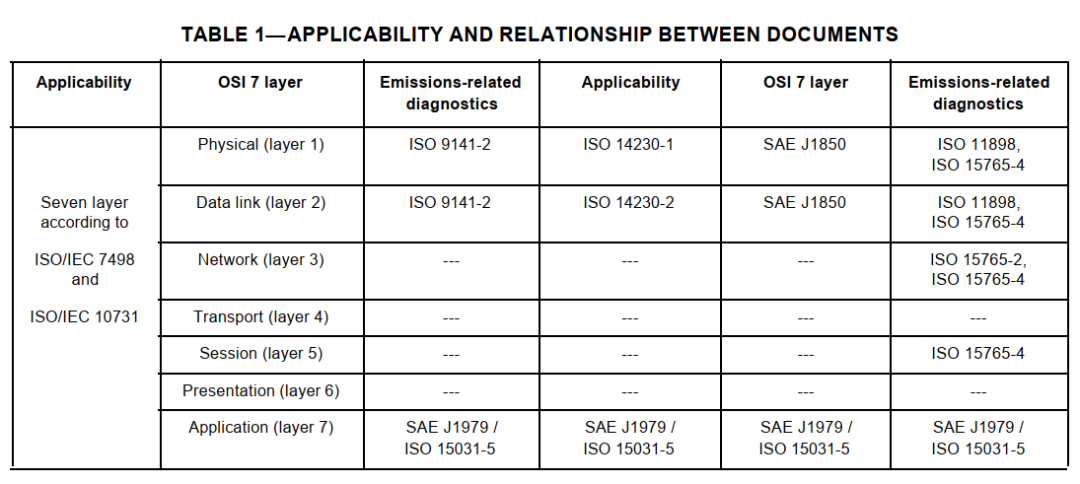 TABLE 1—APPLICABILITY AND RELATIONSHIP BETWEEN DOCUMENTS
Applicability OSI 7 layer Emissions-related Applicability OSI 7 layer Emissions-related
diagnostics diagnostics
Physical (layer 1) ISO 9141-2 ISO 14230-1 SAE J1850 ISO 11898,
ISO 15765-4
Seven layer Data link (layer 2) ISO 9141-2 ISO 14230-2 SAE J1850 ISO 11898,
according to ISO 15765-4
ISO/IEC 7498 Network (layer 3) --- --- --- ISO 15765-2,
and ISO 15765-4
ISO/IEC 10731 Transport (layer 4) --- --- --- ---
Session (layer 5) --- --- --- ISO 15765-4
Presentation (layer 6) --- --- --- ---
Application (layer 7) SAE J1979 / SAE J1979 / SAE J1979 / SAE J1979 /
ISO 15031-5 ISO 15031-5 ISO 15031-5 ISO 15031-5